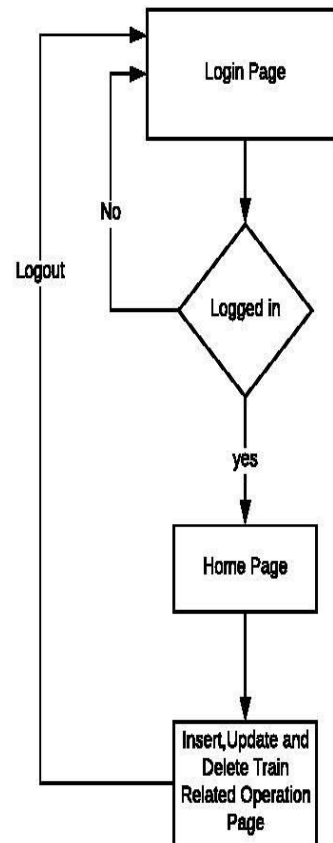 Login Page
No
Logout
Logged in
yes
Home Page
Insert,Update and
Delete Train
Related Operation
Page